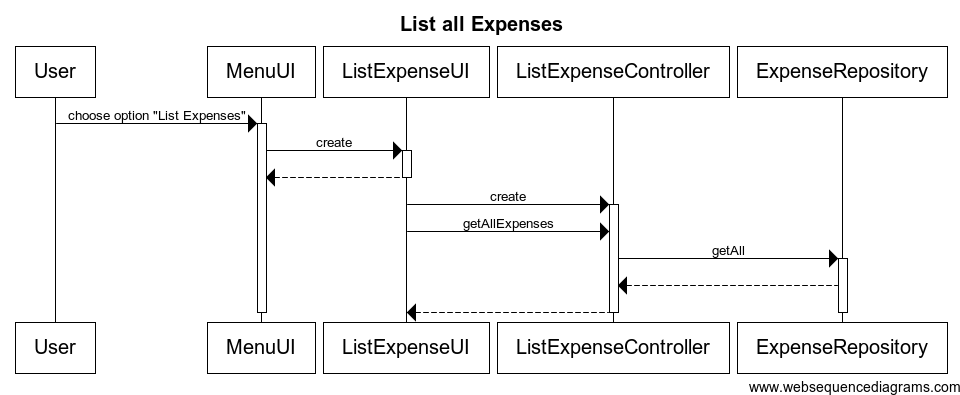 List all Expenses
User
MenuUI
ListExpenseUI
ListExpenseController
ExpenseRepository
choose option "List Expenses"
create
create
getAllExpenses
getAll
User
MenuUI
ListExpenseUI
ListExpenseController
ExpenseRepository
www.websequencediagrams.com